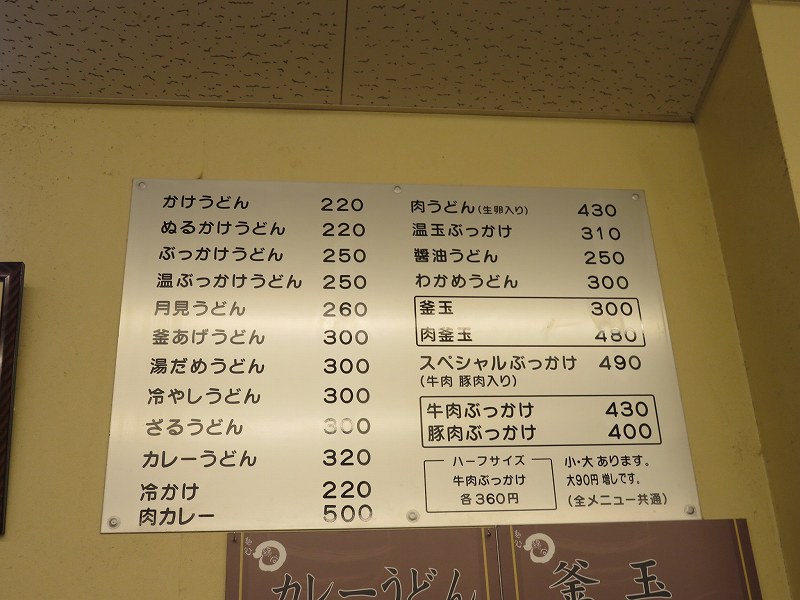 かけうどん 220
ぬるかけうどん 220
ぶっかけうどん 250
温ぶっかけうどん 250
月見うどん 260
釜あげうどん 300
湯だめうどん 300
冷やしうどん 300
ざるうどん 300
カレーうどん 320
冷かけ 220
肉カレー 500
肉うどん(生卵入り) 430
温玉ぶっかけ 310
醤油うどん 250
わかめうどん 300
釜玉 300
肉釜玉 480
スペシャルぶっかけ 490
(牛肉 豚肉入り)
牛肉ぶっかけ 430
豚肉ぶっかけ 400
ハーフサイズ
牛肉ぶっかけ
各360円
小・大 あります。
大90円 増しです。
(全メニュー共通)
カレーうどん
釜玉